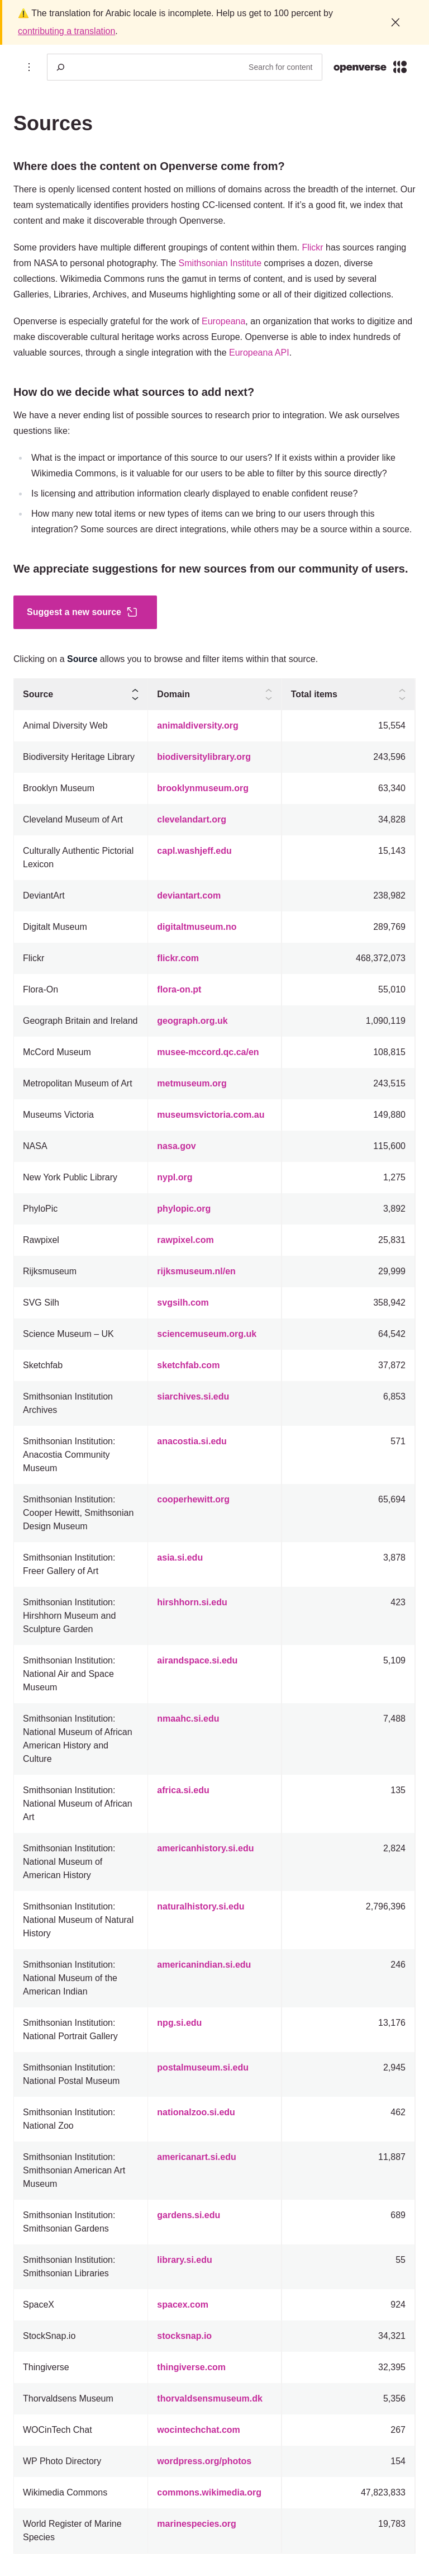 ⚠️ The translation for Arabic locale is incomplete. Help us get to 100 percent by
contributing a translation.
Search for content
openverse
Sources
Where does the content on Openverse come from?
There is openly licensed content hosted on millions of domains across the breadth of the internet. Our
team systematically identifies providers hosting CC-licensed content. If it's a good fit, we index that
content and make it discoverable through Openverse.
Some providers have multiple different groupings of content within them. Flickr has sources ranging
from NASA to personal photography. The Smithsonian Institute comprises a dozen, diverse
collections. Wikimedia Commons runs the gamut in terms of content, and is used by several
Galleries, Libraries, Archives, and Museums highlighting some or all of their digitized collections.
Openverse is especially grateful for the work of Europeana, an organization that works to digitize and
make discoverable cultural heritage works across Europe. Openverse is able to index hundreds of
valuable sources, through a single integration with the Europeana API.
How do we decide what sources to add next?
We have a never ending list of possible sources to research prior to integration. We ask ourselves
questions like:
What is the impact or importance of this source to our users? If it exists within a provider like
Wikimedia Commons, is it valuable for our users to be able to filter by this source directly?
Is licensing and attribution information clearly displayed to enable confident reuse?
How many new total items or new types of items can we bring to our users through this
integration? Some sources are direct integrations, while others may be a source within a source.
We appreciate suggestions for new sources from our community of users.
Suggest a new source
Clicking on a Source allows you to browse and filter items within that source.
Source Domain Total items
Animal Diversity Web animaldiversity.org 15,554
Biodiversity Heritage Library biodiversitylibrary.org 243,596
Brooklyn Museum brooklynmuseum.org 63,340
Cleveland Museum of Art clevelandart.org 34,828
Culturally Authentic Pictorial capl.washjeff.edu 15,143
Lexicon
DeviantArt deviantart.com 238,982
Digitalt Museum digitaltmuseum.no 289,769
Flickr flickr.com 468,372,073
Flora-On flora-on.pt 55,010
Geograph Britain and Ireland geograph.org.uk 1,090,119
McCord Museum musee-mccord.qc.ca/en 108,815
Metropolitan Museum of Art metmuseum.org 243,515
Museums Victoria museumsvictoria.com.au 149,880
NASA nasa.gov 115,600
New York Public Library nypl.org 1,275
PhyloPic phylopic.org 3,892
Rawpixel rawpixel.com 25,831
Rijksmuseum rijksmuseum.nl/en 29,999
SVG Silh svgsilh.com 358,942
Science Museum – UK sciencemuseum.org.uk 64,542
Sketchfab sketchfab.com 37,872
Smithsonian Institution siarchives.si.edu 6,853
Archives
Smithsonian Institution: anacostia.si.edu 571
Anacostia Community
Museum
Smithsonian Institution: cooperhewitt.org 65,694
Cooper Hewitt, Smithsonian
Design Museum
Smithsonian Institution: asia.si.edu 3,878
Freer Gallery of Art
Smithsonian Institution: hirshhorn.si.edu 423
Hirshhorn Museum and
Sculpture Garden
Smithsonian Institution: airandspace.si.edu 5,109
National Air and Space
Museum
Smithsonian Institution: nmaahc.si.edu 7,488
National Museum of African
American History and
Culture
Smithsonian Institution: africa.si.edu 135
National Museum of African
Art
Smithsonian Institution: americanhistory.si.edu 2,824
National Museum of
American History
Smithsonian Institution: naturalhistory.si.edu 2,796,396
National Museum of Natural
History
Smithsonian Institution: americanindian.si.edu 246
National Museum of the
American Indian
Smithsonian Institution: npg.si.edu 13,176
National Portrait Gallery
Smithsonian Institution: postalmuseum.si.edu 2,945
National Postal Museum
Smithsonian Institution: nationalzoo.si.edu 462
National Zoo
Smithsonian Institution: americanart.si.edu 11,887
Smithsonian American Art
Museum
Smithsonian Institution: gardens.si.edu 689
Smithsonian Gardens
Smithsonian Institution: library.si.edu 55
Smithsonian Libraries
SpaceX spacex.com 924
StockSnap.io stocksnap.io 34,321
Thingiverse thingiverse.com 32,395
Thorvaldsens Museum thorvaldsensmuseum.dk 5,356
WOCinTech Chat wocintechchat.com 267
WP Photo Directory wordpress.org/photos 154
Wikimedia Commons commons.wikimedia.org 47,823,833
World Register of Marine marinespecies.org 19,783
Species